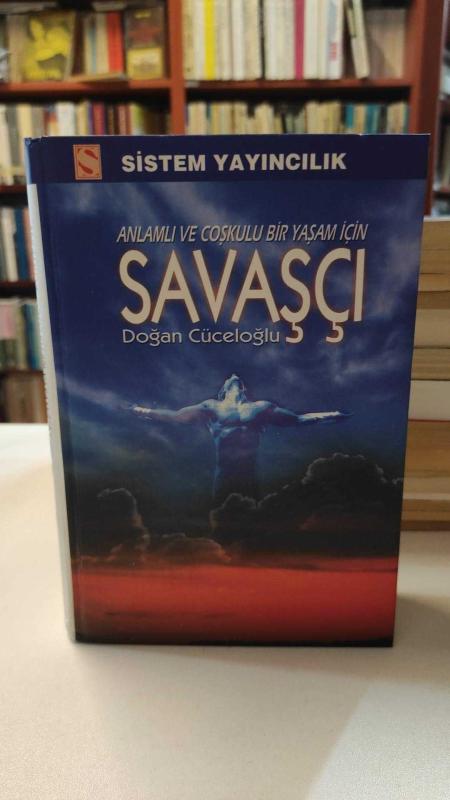 S
SİSTEM YAYINCILIK
ANLAMLI VE COŞKULU BİR YAŞAM İÇİN
SAVAŞÇI
Doğan Cüceloğlu